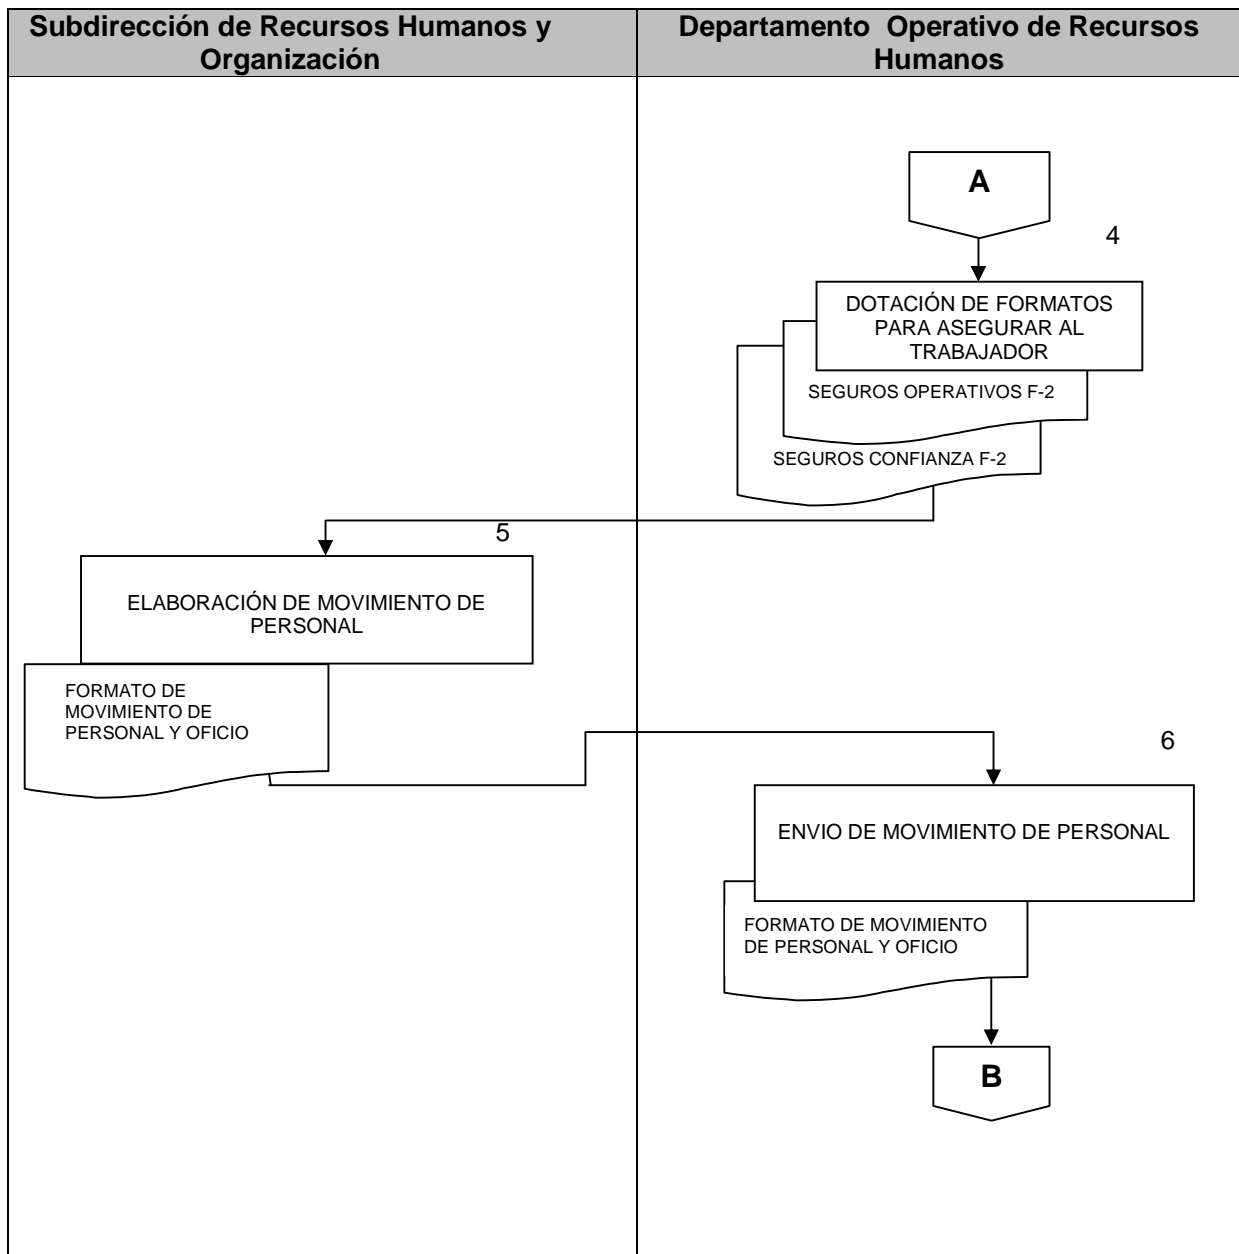 Subdirección de Recursos Humanos y
Organización
Departamento Operativo de Recursos
Humanos
A
4
DOTACIÓN DE FORMATOS
PARA ASEGURAR AL
TRABAJADOR
SEGUROS OPERATIVOS F-2
SEGUROS CONFIANZA F-2
5
ELABORACIÓN DE MOVIMIENTO DE
PERSONAL
FORMATO DE
MOVIMIENTO DE
PERSONAL Y OFICIO
6
ENVIO DE MOVIMIENTO DE PERSONAL
FORMATO DE MOVIMIENTO
DE PERSONAL Y OFICIO
B